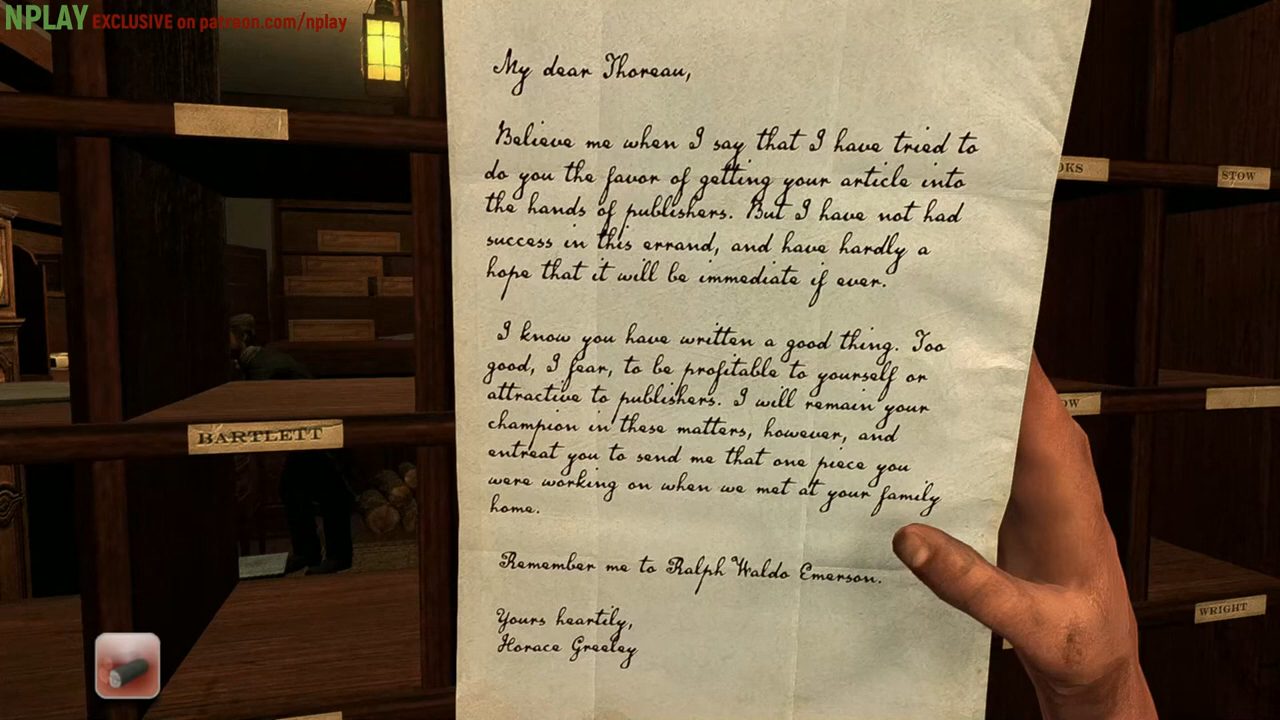 NPLAY EXCLUSIVE on patreon.com/nplay
My dear Thoreau,
Believe me when I say that I have tried to
do you the favor of getting your article into
the hands of publishers. But I have not had
success in this errand, and have hardly a
hope that it will be immediate if ever.
I know you have written a good thing. Too
good, I fear, to be profitable to yourself or
attractive to publishers. I will remain your
champion in these matters, however, and
entreat you to send me that one piece you
were working on when we met at your family
home.
Remember me to Ralph Waldo Emerson.
Yours heartily,
Horace Greeley
BARTLETT
OKS
STOW
OW
WRIGHT